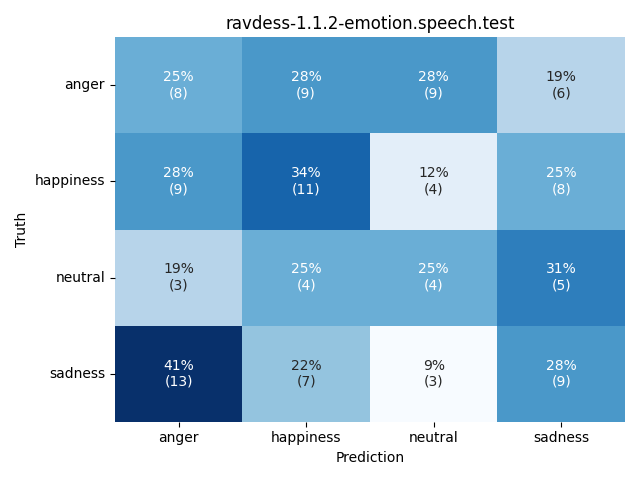 ravdess-1.1.2-emotion.speech.test
Truth
anger
25%
(8)
28%
(9)
28%
(9)
19%
(6)
happiness
28%
(9)
34%
(11)
12%
(4)
25%
(8)
neutral
19%
(3)
25%
(4)
25%
(4)
31%
(5)
sadness
41%
(13)
22%
(7)
9%
(3)
28%
(9)
anger
happiness
neutral
sadness
Prediction